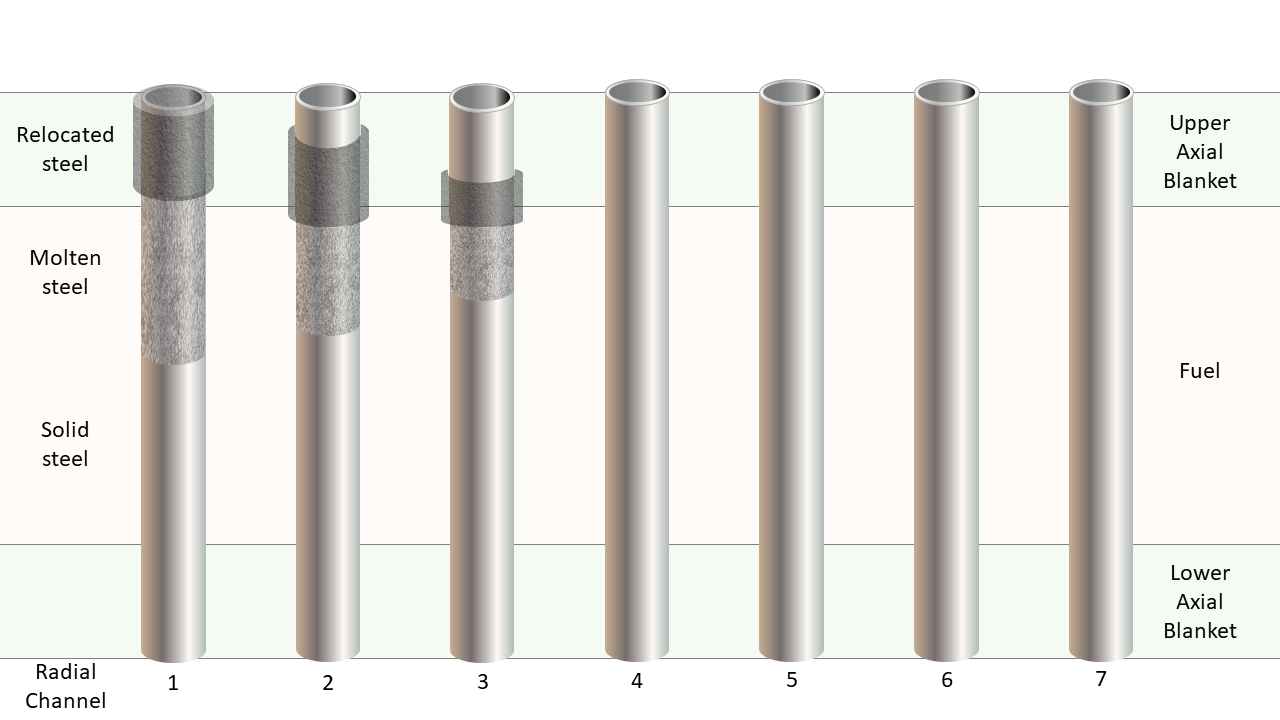 Relocated
steel
Molten
steel
Solid
steel
Upper
Axial
Blanket
Fuel
Lower
Axial
Blanket
Radial
Channel
1 2 3 4 5 6 7